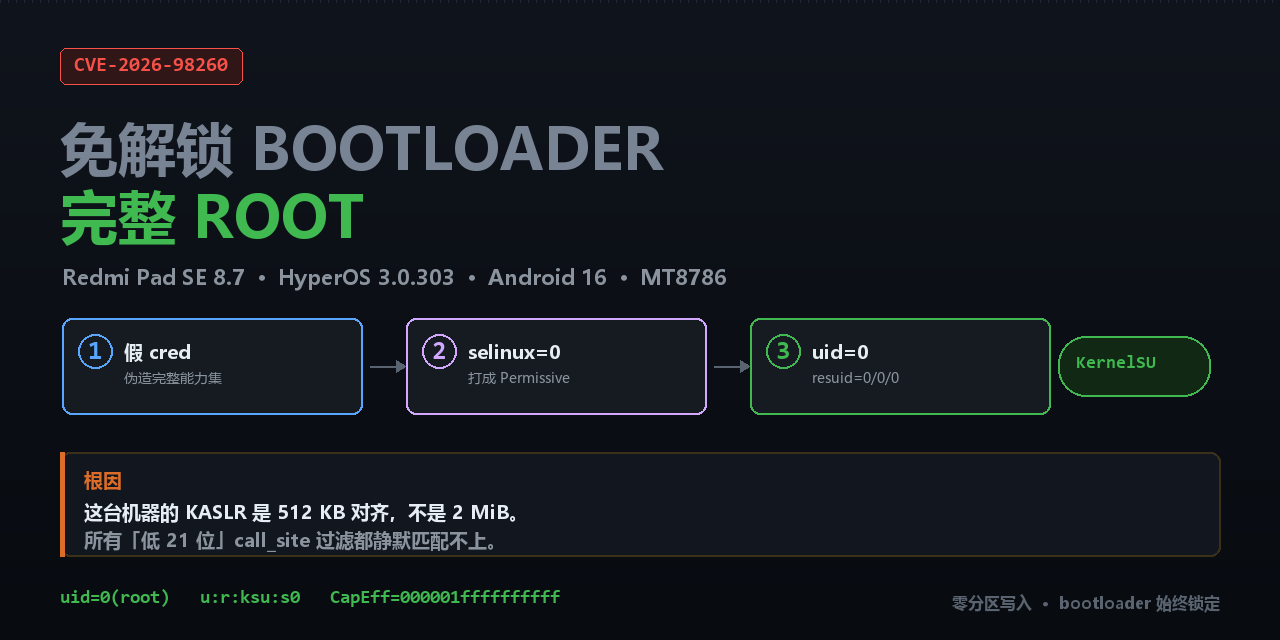 CVE-2026-98260
免解锁 BOOTLOADER
完整 ROOT
Redmi Pad SE 8.7 • HyperOS 3.0.303 • Android 16 • MT8786
1 假 cred
伪造完整能力集
2 selinux=0
打成 Permissive
3 uid=0
resuid=0/0/0
KernelSU
根因
这台机器的 KASLR 是 512 KB 对齐，不是 2 MiB。
所有「低 21 位」call_site 过滤都静默匹配不上。
uid=0(root) u:r:ksu:s0 CapEff=000001ffffffffff
零分区写入 • bootloader 始终锁定